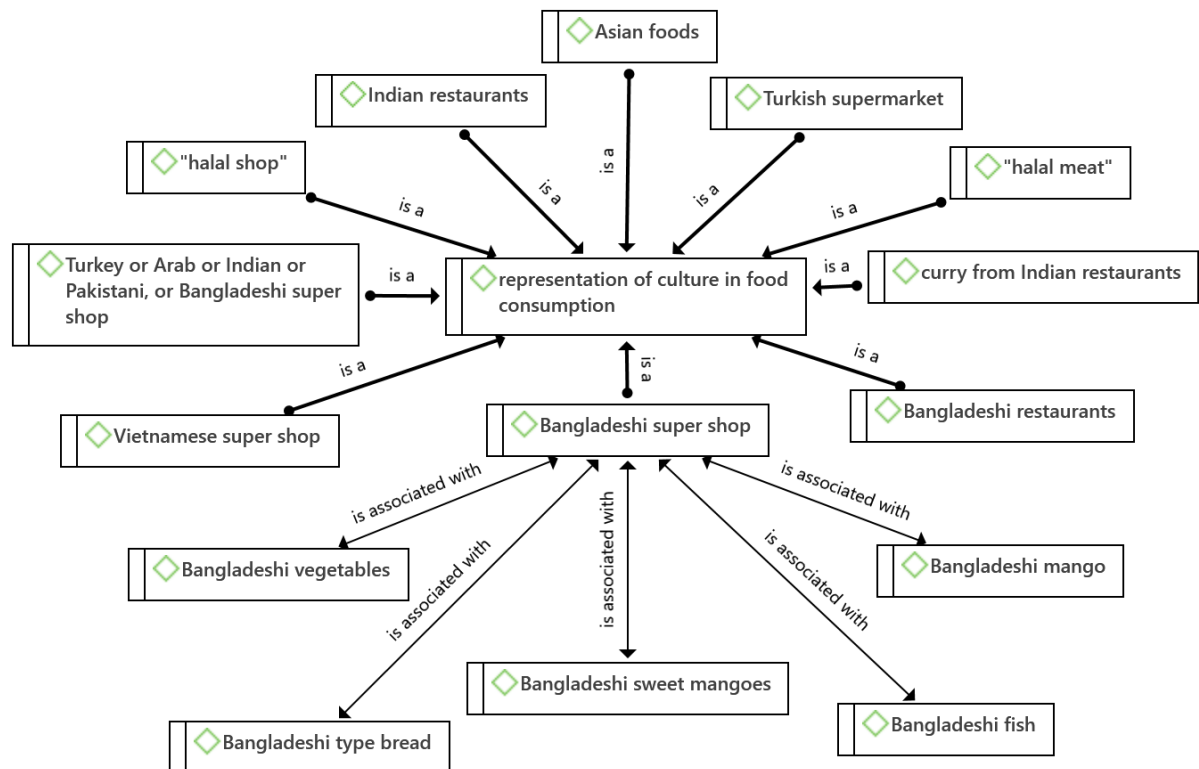 Asian foods
Indian restaurants
Turkish supermarket
"halal shop"
"halal meat"
is a
is a
is a
is a
is a
Turkey or Arab or Indian or
Pakistani, or Bangladeshi super
shop
is a
representation of culture in food
consumption
is a
curry from Indian restaurants
is a
is a
is a
Vietnamese super shop
Bangladeshi super shop
Bangladeshi restaurants
is associated with
is associated with
is associated with
is associated with
is associated with
Bangladeshi vegetables
Bangladeshi mango
Bangladeshi sweet mangoes
Bangladeshi type bread
Bangladeshi fish